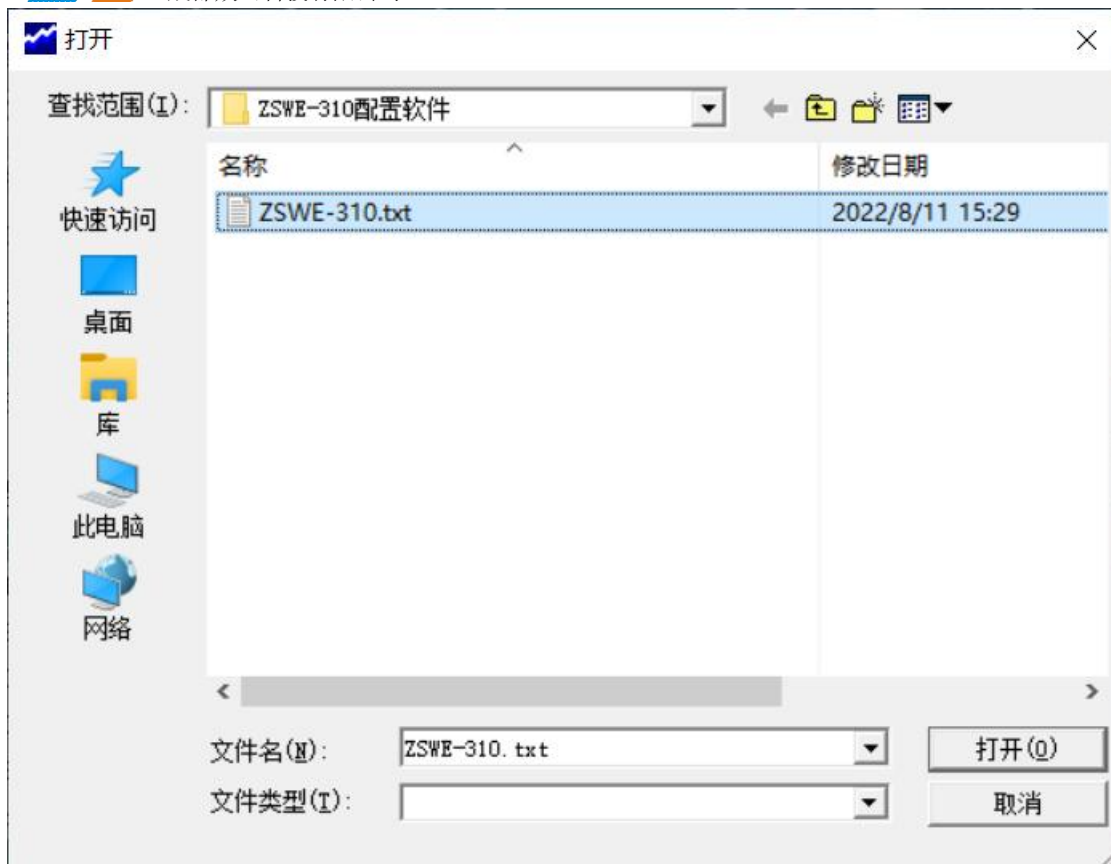 打开
查找范围(I):
ZSWE-310配置软件
名称
修改日期
ZSWE-310.txt
2022/8/11 15:29
快速访问
桌面
库
此电脑
网络
文件名(N):
ZSWE-310.txt
打开(O)
文件类型(T):
取消